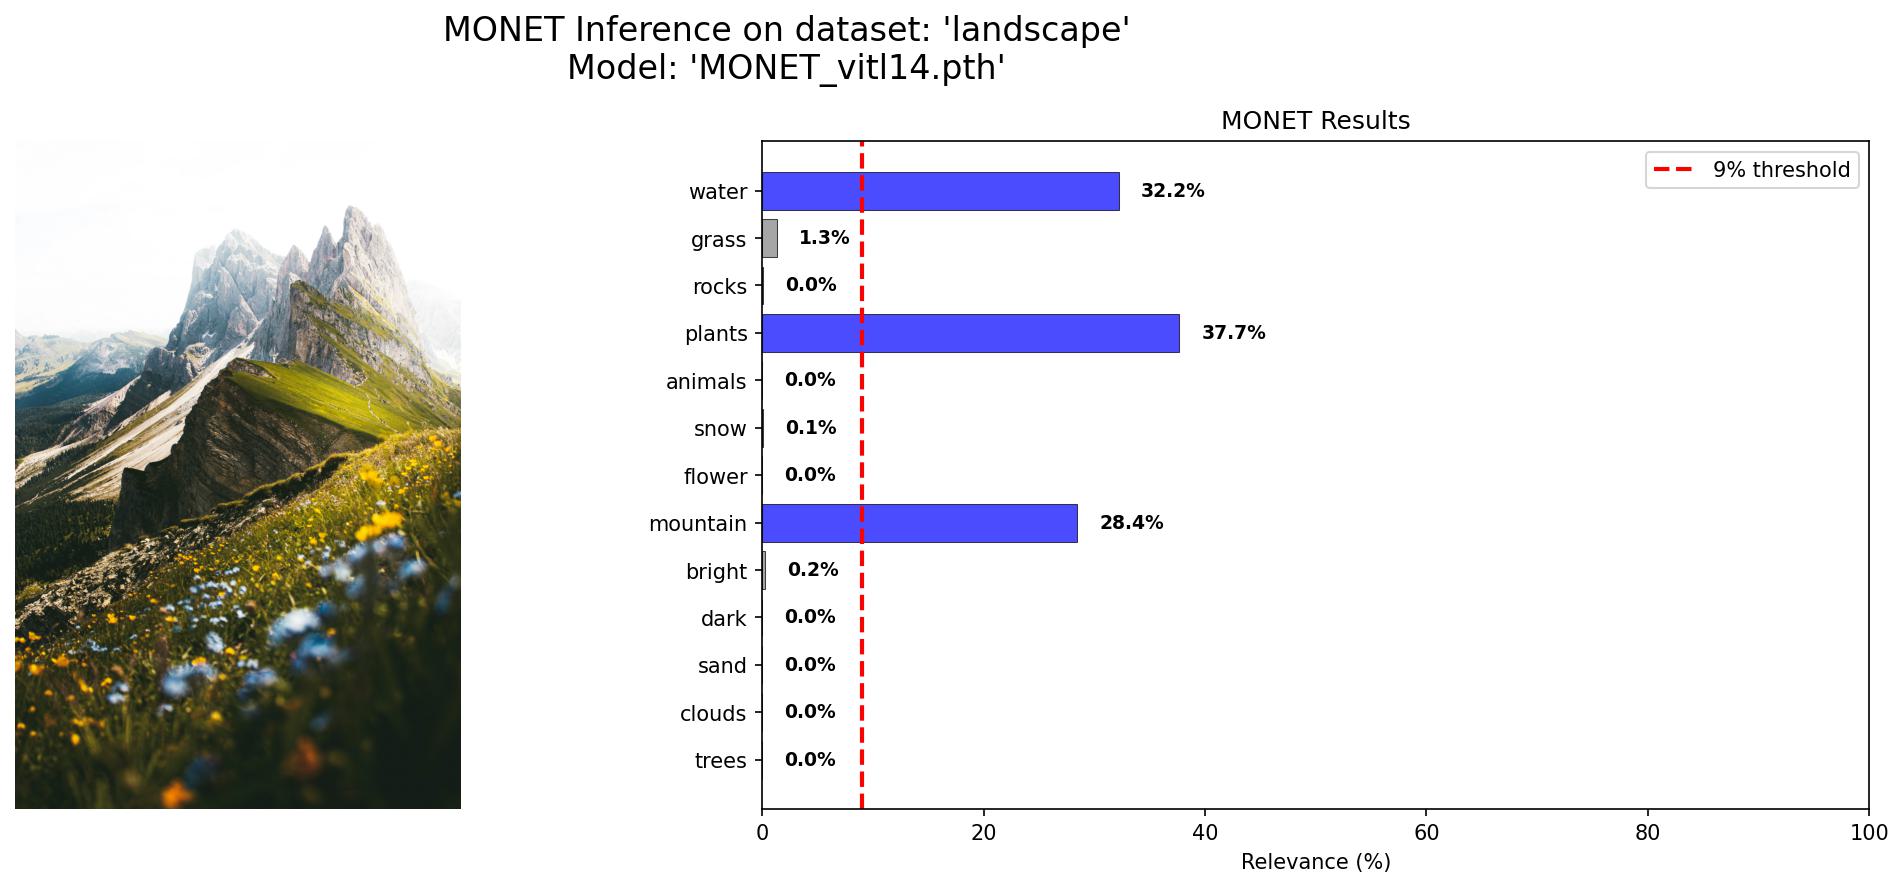 MONET Inference on dataset: 'landscape'
Model: 'MONET_vitl14.pth'
MONET Results
9% threshold
water 32.2%
grass 1.3%
rocks 0.0%
plants 37.7%
animals 0.0%
snow 0.1%
flower 0.0%
mountain 28.4%
bright 0.2%
dark 0.0%
sand 0.0%
clouds 0.0%
trees 0.0%
0 20 40 60 80 100
Relevance (%)